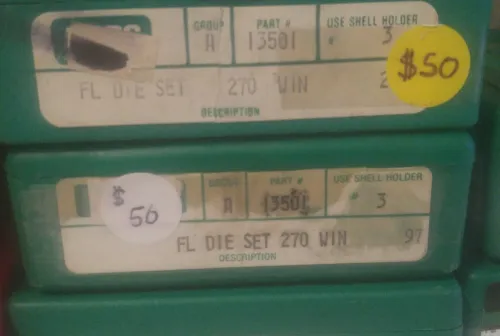 GROUP PART # USE SHELL HOLDER
A 13501 # 3
$50
FL DIE SET 270 WIN 2
DESCRIPTION
PART # USE SHELL HOLDER
$ 56
A 13501 # 3
FL DIE SET 270 WIN 97
DESCRIPTION